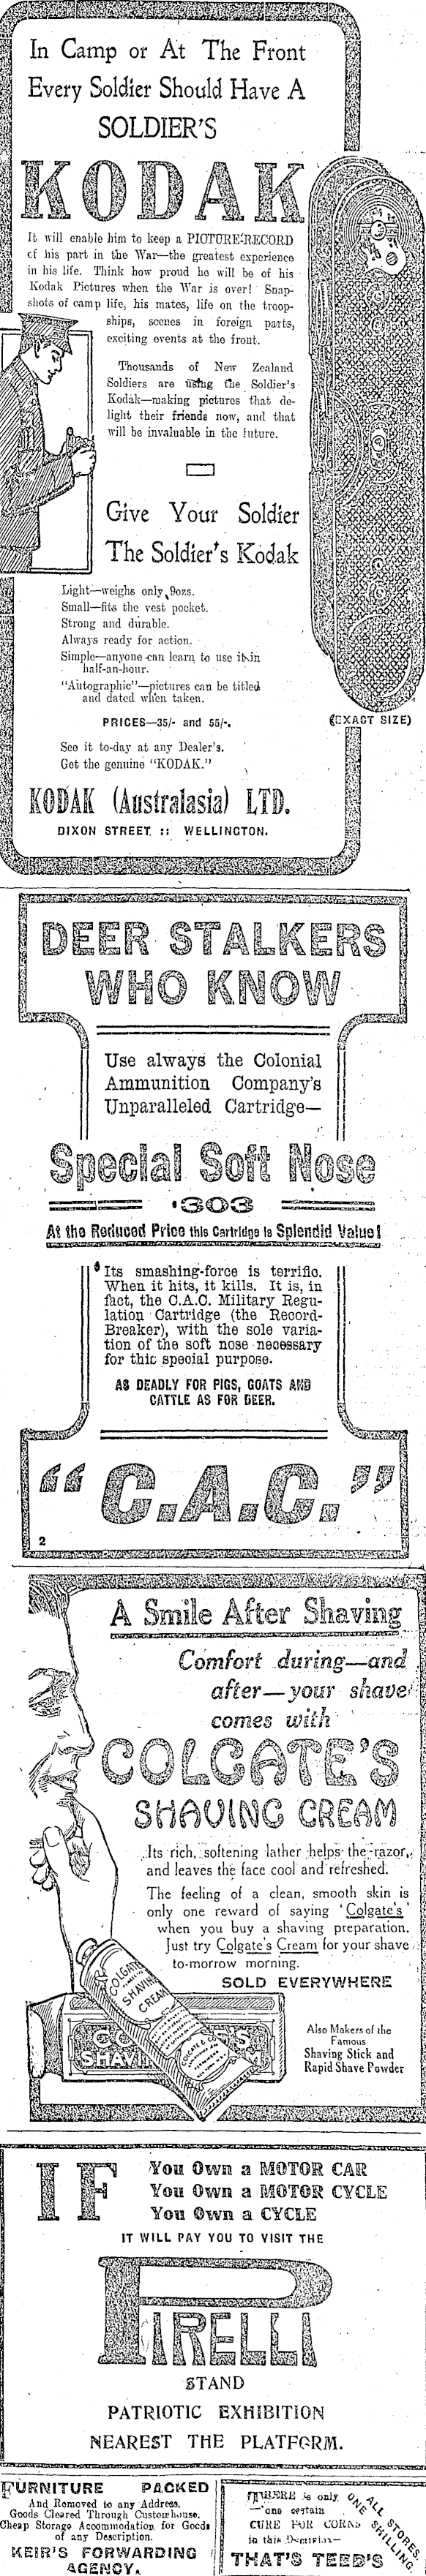 In Camp or At The Front
Every Soldier Should Have A
SOLDIER'S
KODAK
It will enable him to keep a PICTURE-RECORD
of his part in the War—the greatest experience
in his life. Think how proud he will be of his
Kodak Pictures when the War is over! Snap-
shots of camp life, his mates, life on the troop-
ships, scenes in foreign parts,
exciting events at the front.
Thousands of New Zealand
Soldiers are using the Soldier's
Kodak—making pictures that de-
light their friends now, and that
will be invaluable in the future.
Give Your Soldier
The Soldier's Kodak
Light—weighs only 9ozs.
Small—fits the vest pocket.
Strong and durable.
Always ready for action.
Simple—anyone can learn to use it in
half-an-hour.
"Autographic"—pictures can be titled
and dated when taken.
PRICES—35/- and 55/-.
(EXACT SIZE)
See it to-day at any Dealer's.
Get the genuine "KODAK."
KODAK (Australasia) LTD.
DIXON STREET :: WELLINGTON.
DEER STALKERS
WHO KNOW
Use always the Colonial
Ammunition Company's
Unparalleled Cartridge—
Special Soft Nose
·303
At the Reduced Price this Cartridge is Splendid Value!
Its smashing-force is terrific.
When it hits, it kills. It is, in
fact, the C.A.C. Military Regu-
lation Cartridge (the Record-
Breaker), with the sole varia-
tion of the soft nose necessary
for this special purpose.
AS DEADLY FOR PIGS, GOATS AND
CATTLE AS FOR DEER.
"C.A.C."
2
A Smile After Shaving
Comfort during—and
after—your shave
comes with
COLGATE'S
SHAVING CREAM
Its rich, softening lather helps the razor,
and leaves the face cool and refreshed.
The feeling of a clean, smooth skin is
only one reward of saying 'Colgate's'
when you buy a shaving preparation.
Just try Colgate's Cream for your shave
to-morrow morning.
SOLD EVERYWHERE
COLGATE'S
SHAVING
CREAM
Also Makers of the
Famous
Shaving Stick and
Rapid Shave Powder
IF
You Own a MOTOR CAR
You Own a MOTOR CYCLE
You Own a CYCLE
IT WILL PAY YOU TO VISIT THE
PIRELLI
STAND
PATRIOTIC EXHIBITION
NEAREST THE PLATFORM.
FURNITURE PACKED
And Removed to any Address.
Goods Cleared Through Customhouse.
Cheap Storage Accommodation for Goods
of any Description.
KEIR'S FORWARDING
AGENCY.
THERE is only
one certain
CURE FOR CORNS
in this Dominion—
THAT'S TEED'S
ALL STORES.
ONE SHILLING.